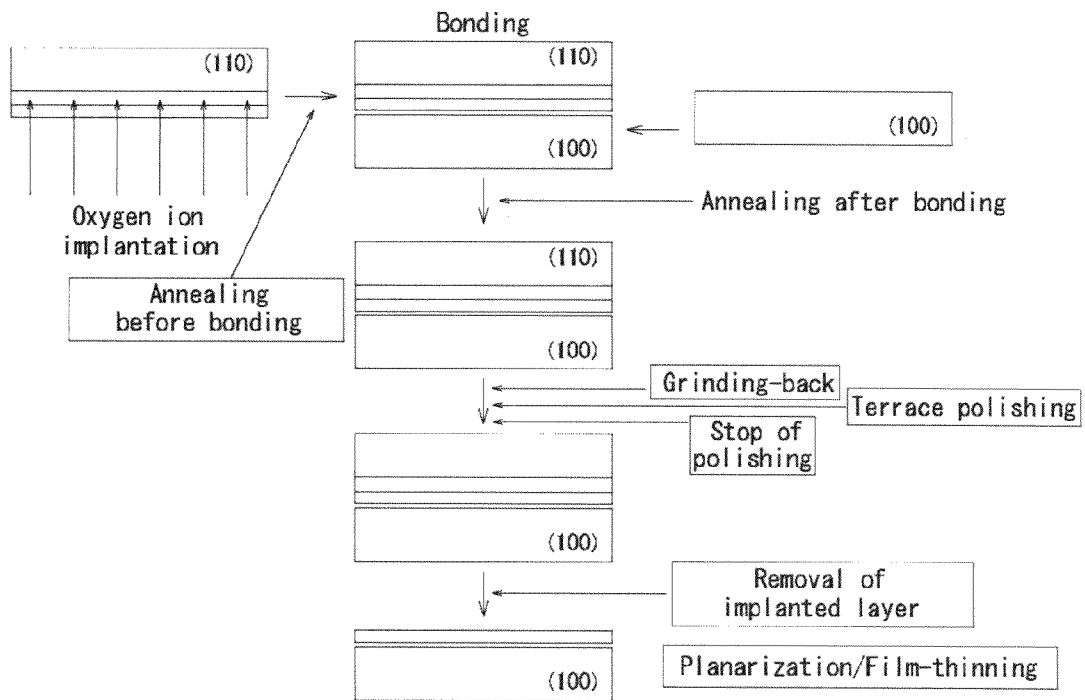 Bonding
(110)
(110)
(100)
(100)
Oxygen ion
implantation
Annealing after bonding
Annealing
before bonding
(110)
(100)
Grinding-back
Terrace polishing
Stop of
polishing
(100)
Removal of
implanted layer
Planarization/Film-thinning
(100)